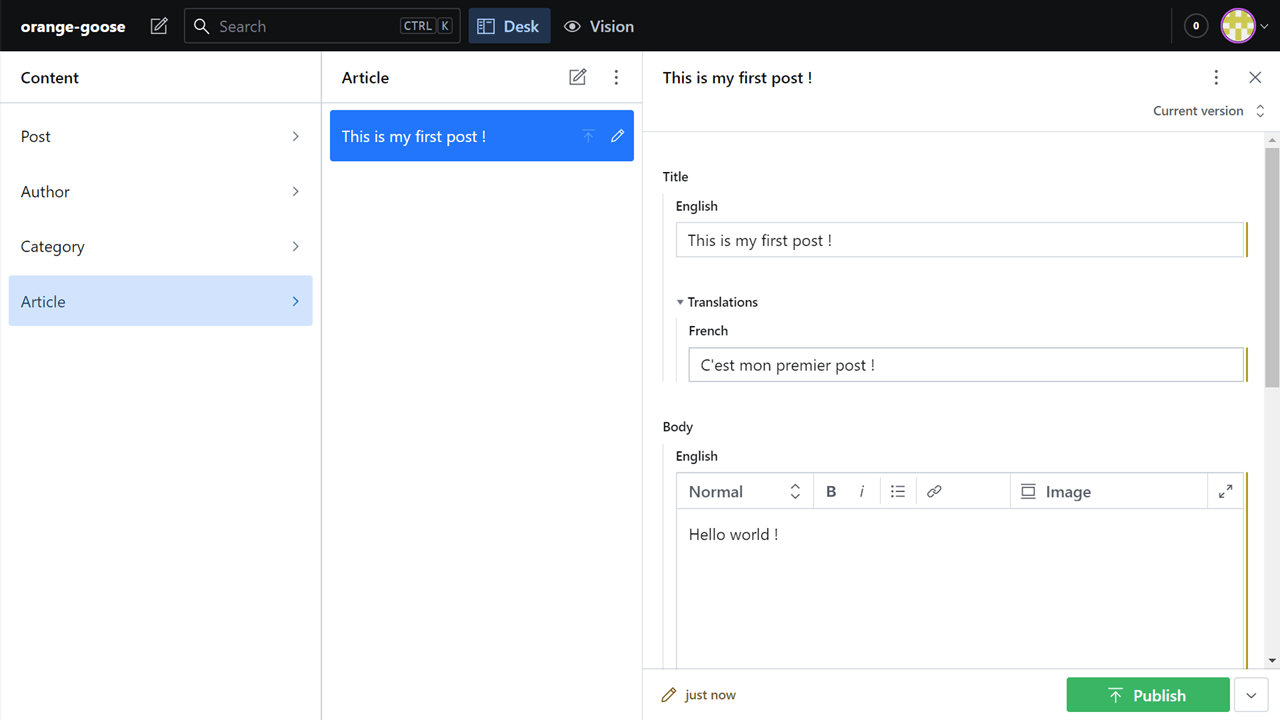 orange-goose
Search CTRL K
Desk
Vision
0
Content
Post
Author
Category
Article
Article
This is my first post !
This is my first post !
Current version
Title
English
This is my first post !
Translations
French
C'est mon premier post !
Body
English
Normal B i Image
Hello world !
just now
Publish